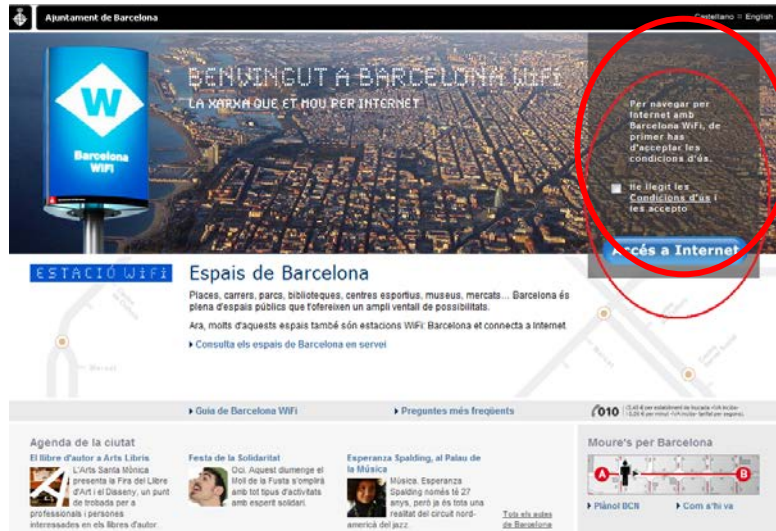 Ajuntament de Barcelona
Castellano :: English
BENVINGUT A BARCELONA WiFi
LA XARXA QUE ET MOU PER INTERNET
W
Barcelona
WiFi
Per navegar per
Internet amb
Barcelona WiFi, de
primer has
d'acceptar les
condicions d'ús.
He llegit les
Condicions d'ús i
les accepto
Accés a Internet
ESTACIÓ WiFi
Espais de Barcelona
Places, carrers, parcs, biblioteques, centres esportius, museus, mercats... Barcelona és
plena d'espais públics que t'ofereixen un ampli ventall de possibilitats.
Ara, molts d'aquests espais també són estacions WiFi: Barcelona et connecta a Internet
Consulta els espais de Barcelona en servei
Guia de Barcelona WiFi
Preguntes més freqüents
010
Agenda de la ciutat
El llibre d'autor a Arts Libris
L'Arts Santa Mònica
presenta la Fira del Llibre
d'Art i el Disseny, un punt
de trobada per a
professionals i persones
interessades en els llibres d'autor.
Festa de la Solidaritat
Oci. Aquest diumenge el
Moll de la Fusta s'omplirà
amb tot tipus d'activitats
amb esperit solidari.
Esperanza Spalding, al Palau de
la Música
Música. Esperanza
Spalding només té 27
anys, però ja és tota una
realitat del circuit nord-
americà del jazz.
Tots els actes
de Barcelona
Moure's per Barcelona
A
B
Plànol BCN
Com s'hi va